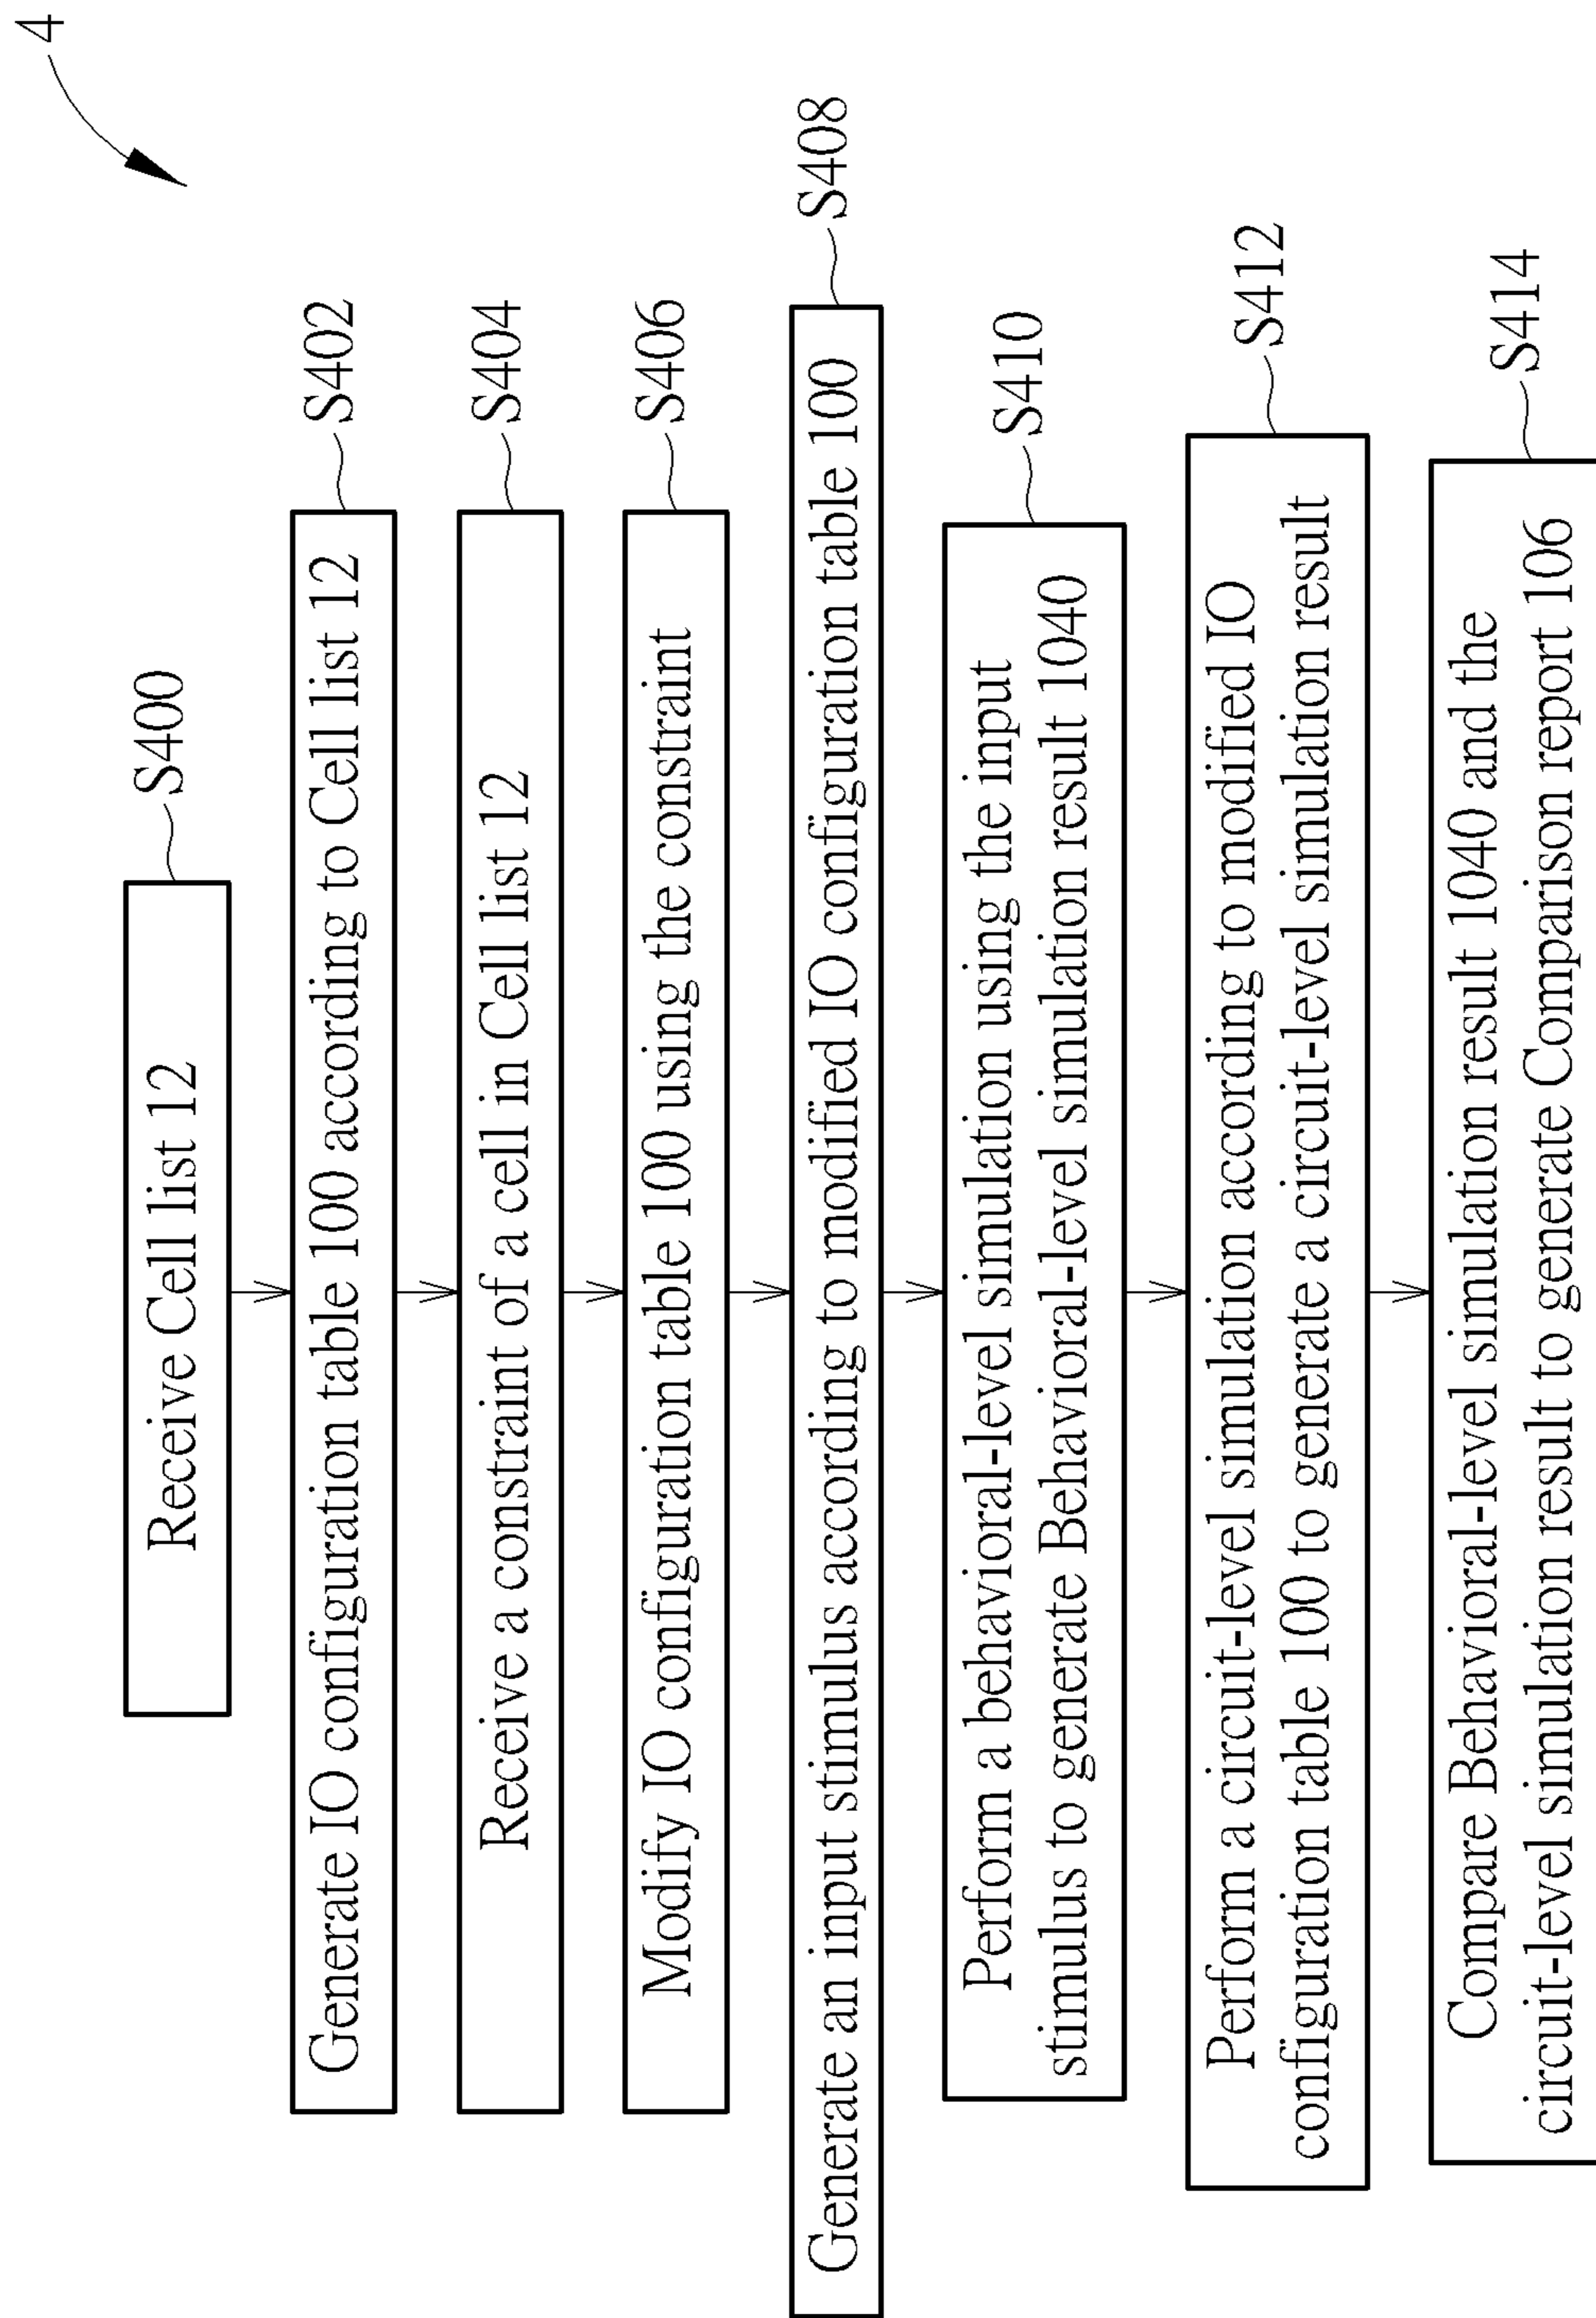 4
Receive Cell list 12
S400
Generate IO configuration table 100 according to Cell list 12
S402
Receive a constraint of a cell in Cell list 12
S404
Modify IO configuration table 100 using the constraint
S406
Generate an input stimulus according to modified IO configuration table 100
S408
Perform a behavioral-level simulation using the input
stimulus to generate Behavioral-level simulation result 1040
S410
Perform a circuit-level simulation according to modified IO
configuration table 100 to generate a circuit-level simulation result
S412
Compare Behavioral-level simulation result 1040 and the
circuit-level simulation result to generate Comparison report 106
S414